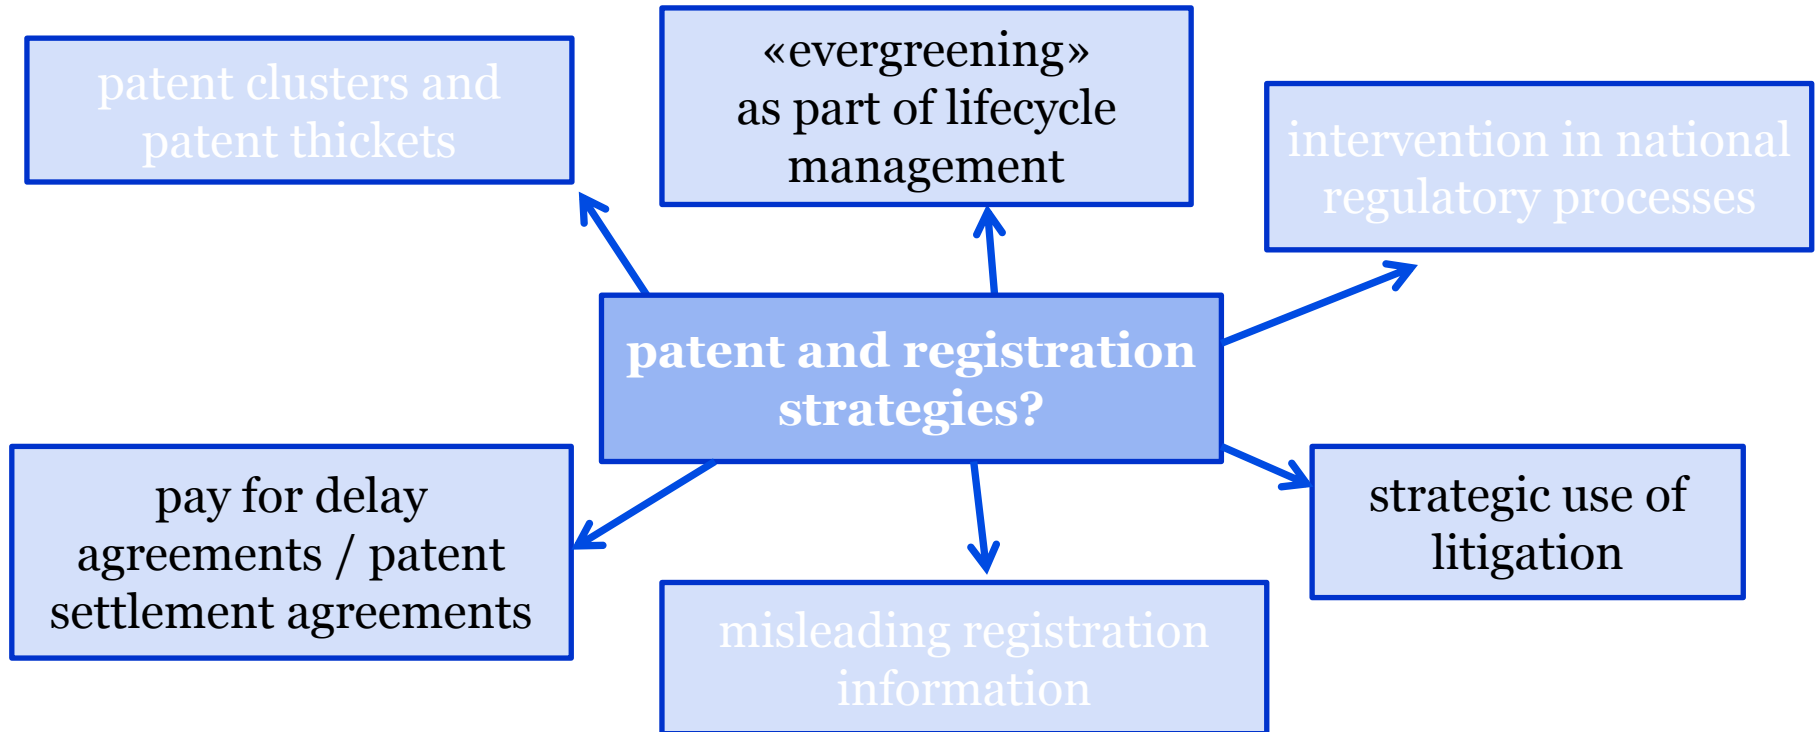 patent clusters and
patent thickets
«evergreening»
as part of lifecycle
management
intervention in national
regulatory processes
patent and registration
strategies?
pay for delay
agreements / patent
settlement agreements
misleading registration
information
strategic use of
litigation